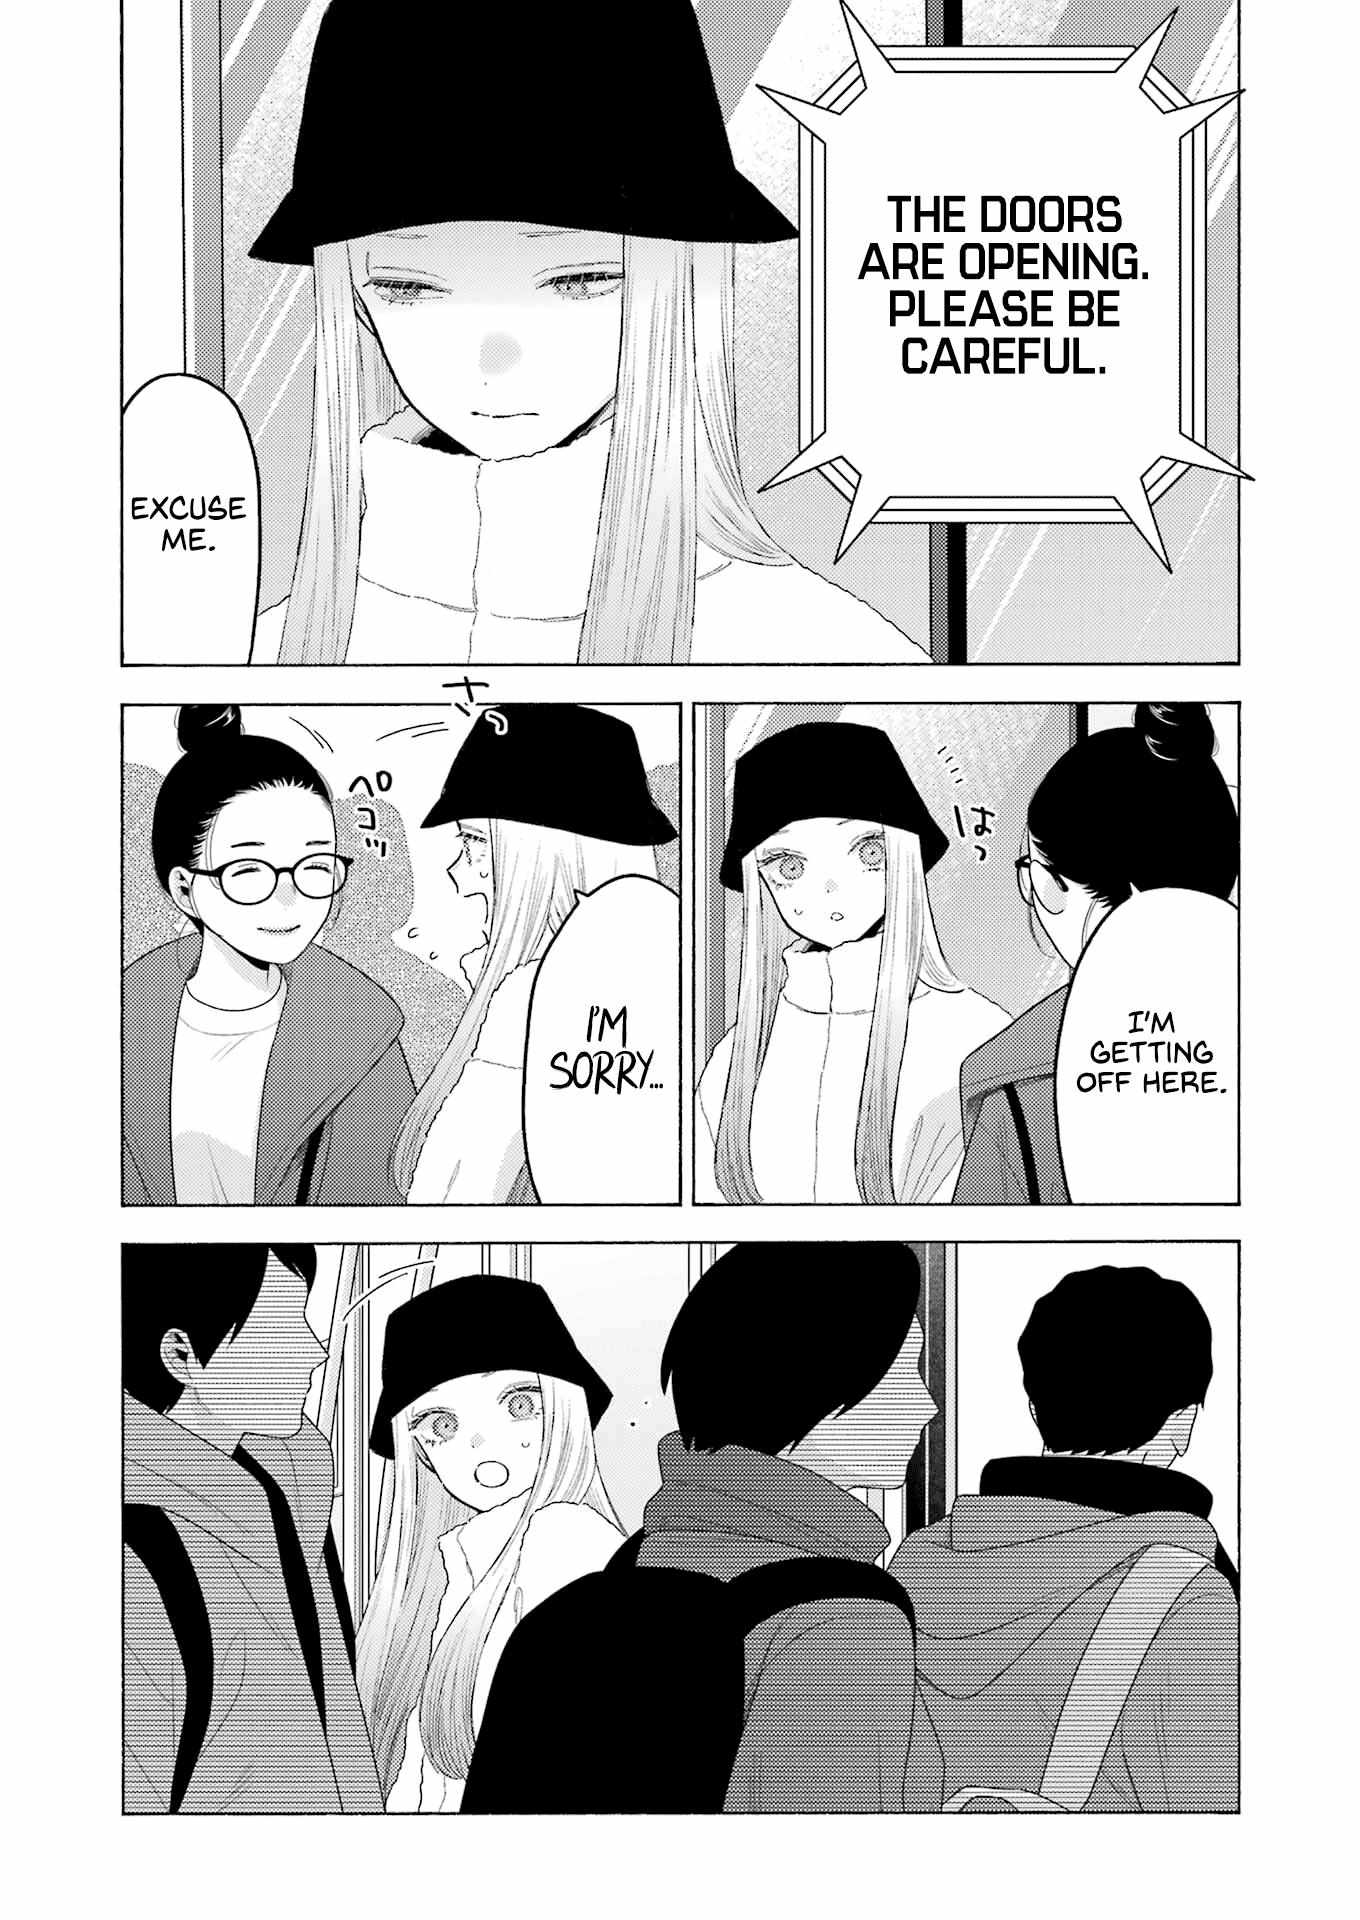 THE DOORS
ARE OPENING.
PLEASE BE
CAREFUL.
EXCUSE
ME.
はっ
I'M
GETTING
OFF HERE.
さっ
ペコッ
I'M
SORRY...